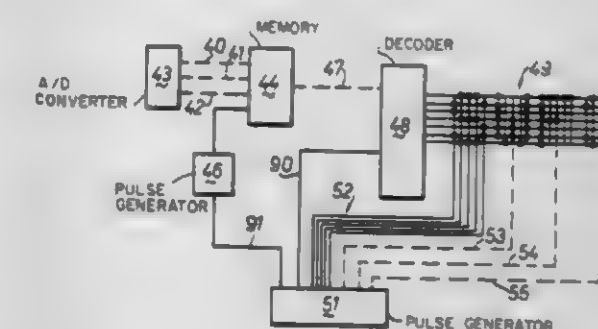 MEMORY
DECODER
40
41
43
44
47
49
A/D
CONVERTER
42
48
46
90
PULSE
GENERATOR
52
91
53
54
55
51
PULSE GENERATOR